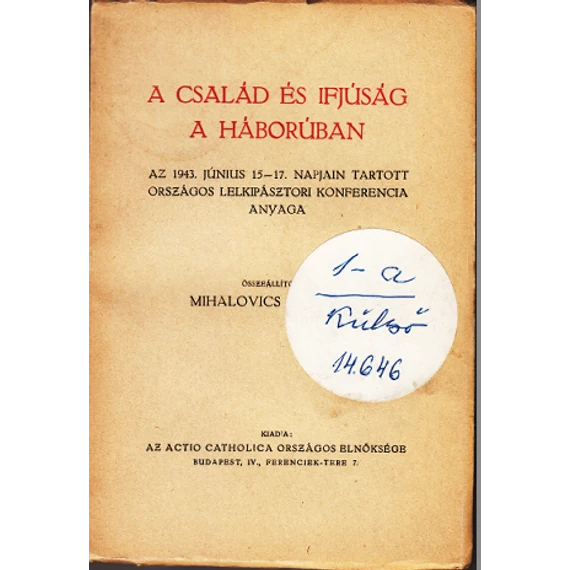 A CSALÁD ÉS IFJÚSÁG
A HÁBORÚBAN
AZ 1943. JÚNIUS 15–17. NAPJAIN TARTOTT
ORSZÁGOS LELKIPÁSZTORI KONFERENCIA
ANYAGA
ÖSSZEÁLLÍTO
MIHALOVICS
1-a
Külső
14.646
KIADJA:
AZ ACTIO CATHOLICA ORSZÁGOS ELNÖKSÉGE
BUDAPEST, IV., FERENCIEK-TERE 7.